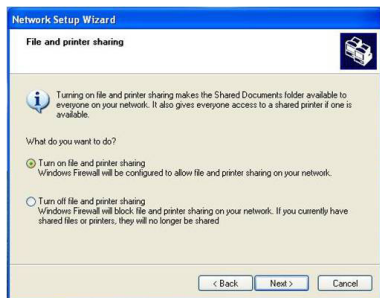 Network Setup Wizard
File and printer sharing
Turning on file and printer sharing makes the Shared Documents folder available to
everyone on your network. It also gives everyone access to a shared printer if one is
available.
What do you want to do?
Turn on file and printer sharing
Windows Firewall will be configured to allow file and printer sharing on your network.
Turn off file and printer sharing
Windows Firewall will block file and printer sharing on your network. If you currently have
shared files or printers, they will no longer be shared
< Back Next > Cancel